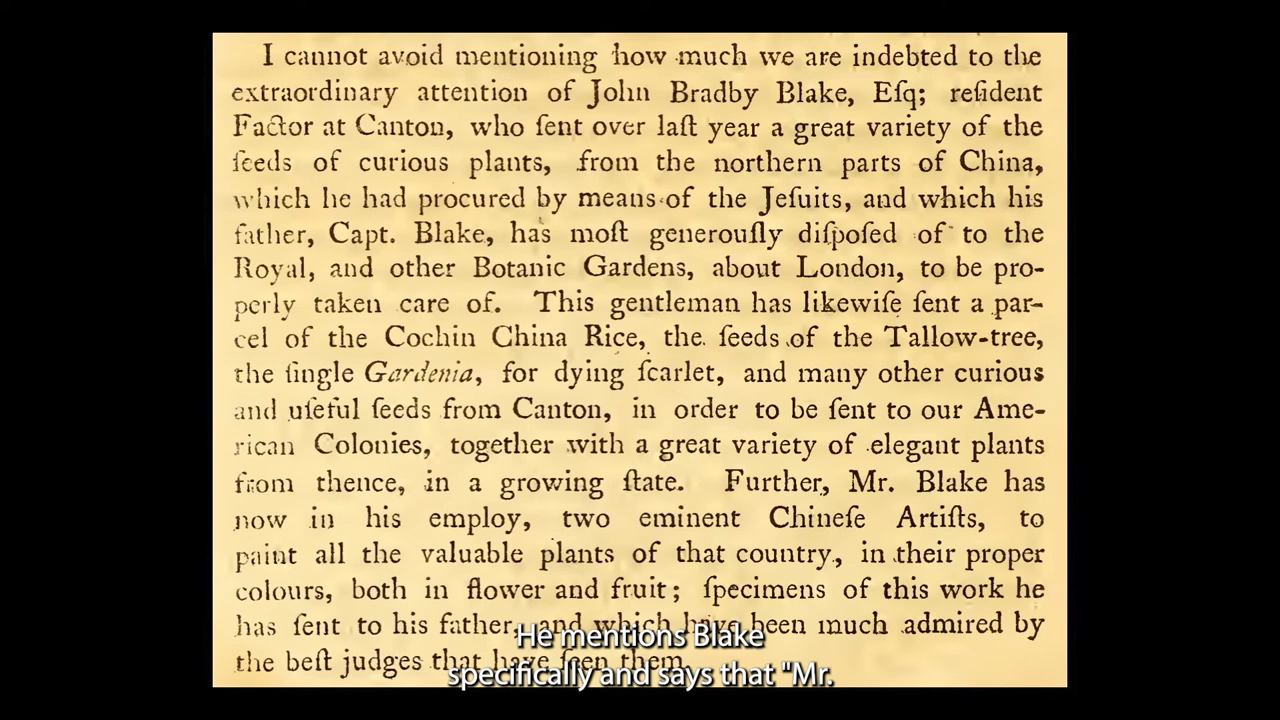 I cannot avoid mentioning how much we are indebted to the
extraordinary attention of John Bradby Blake, Eſq; reſident
Factor at Canton, who ſent over laſt year a great variety of the
ſeeds of curious plants, from the northern parts of China,
which he had procured by means of the Jeſuits, and which his
father, Capt. Blake, has moſt generouſly diſpoſed of to the
Royal, and other Botanic Gardens, about London, to be pro-
perly taken care of. This gentleman has likewiſe ſent a par-
cel of the Cochin China Rice, the ſeeds of the Tallow-tree,
the ſingle Gardenia, for dying ſcarlet, and many other curious
and uſeful ſeeds from Canton, in order to be ſent to our Ame-
rican Colonies, together with a great variety of elegant plants
from thence, in a growing ſtate. Further, Mr. Blake has
now in his employ, two eminent Chineſe Artiſts, to
paint all the valuable plants of that country, in their proper
colours, both in flower and fruit; ſpecimens of this work he
has ſent to his father, and which have been much admired by
the beſt judges that have ſeen them.
He mentions Blake
specifically and says that "Mr.